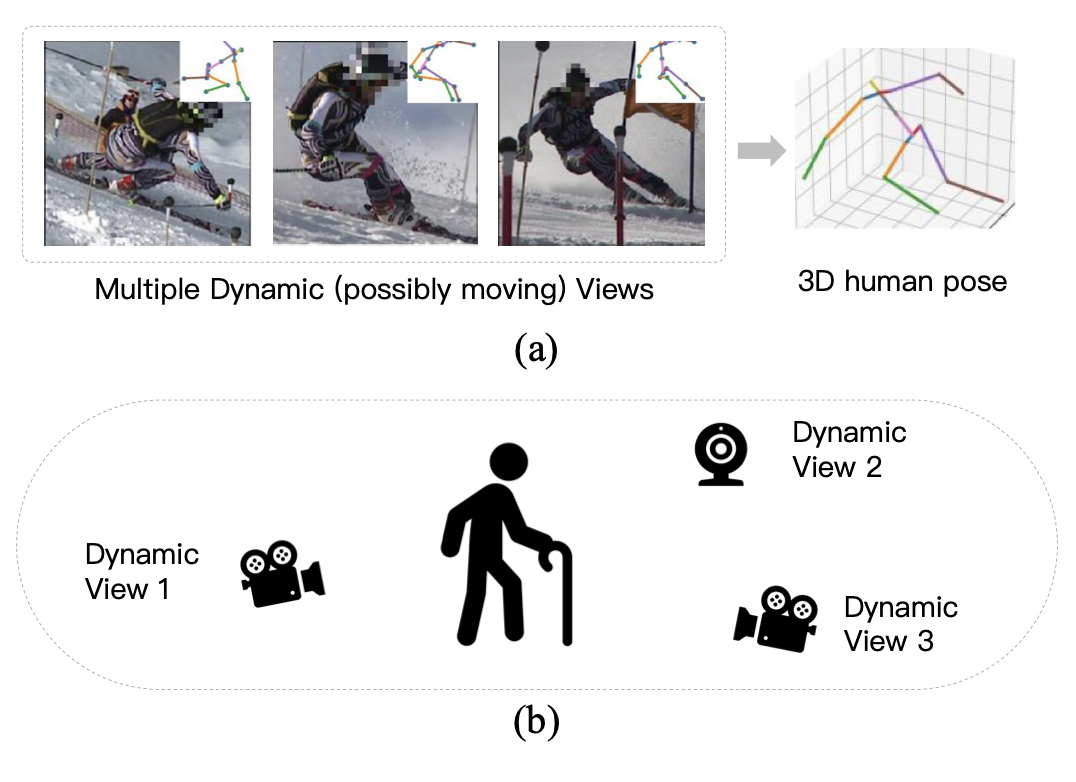 Multiple Dynamic (possibly moving) Views
3D human pose
(a)
Dynamic
View 1
Dynamic
View 2
Dynamic
View 3
(b)